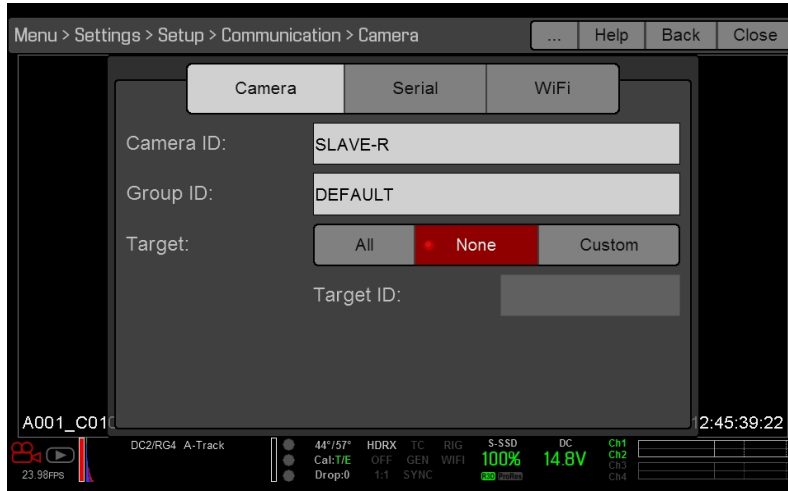 Menu > Settings > Setup > Communication > Camera ... Help Back Close
Camera Serial WiFi
Camera ID: SLAVE-R
Group ID: DEFAULT
Target: All None Custom
Target ID:
A001_C01 2:45:39:22
DC2/RG4 A-Track 44°/57° HDRX TC RIG S-SSD DC Ch1
Cal:T/E OFF GEN WIFI 100% 14.8V Ch2
Ch3
23.98FPS Drop:0 1:1 SYNC R3D ProRes Ch4